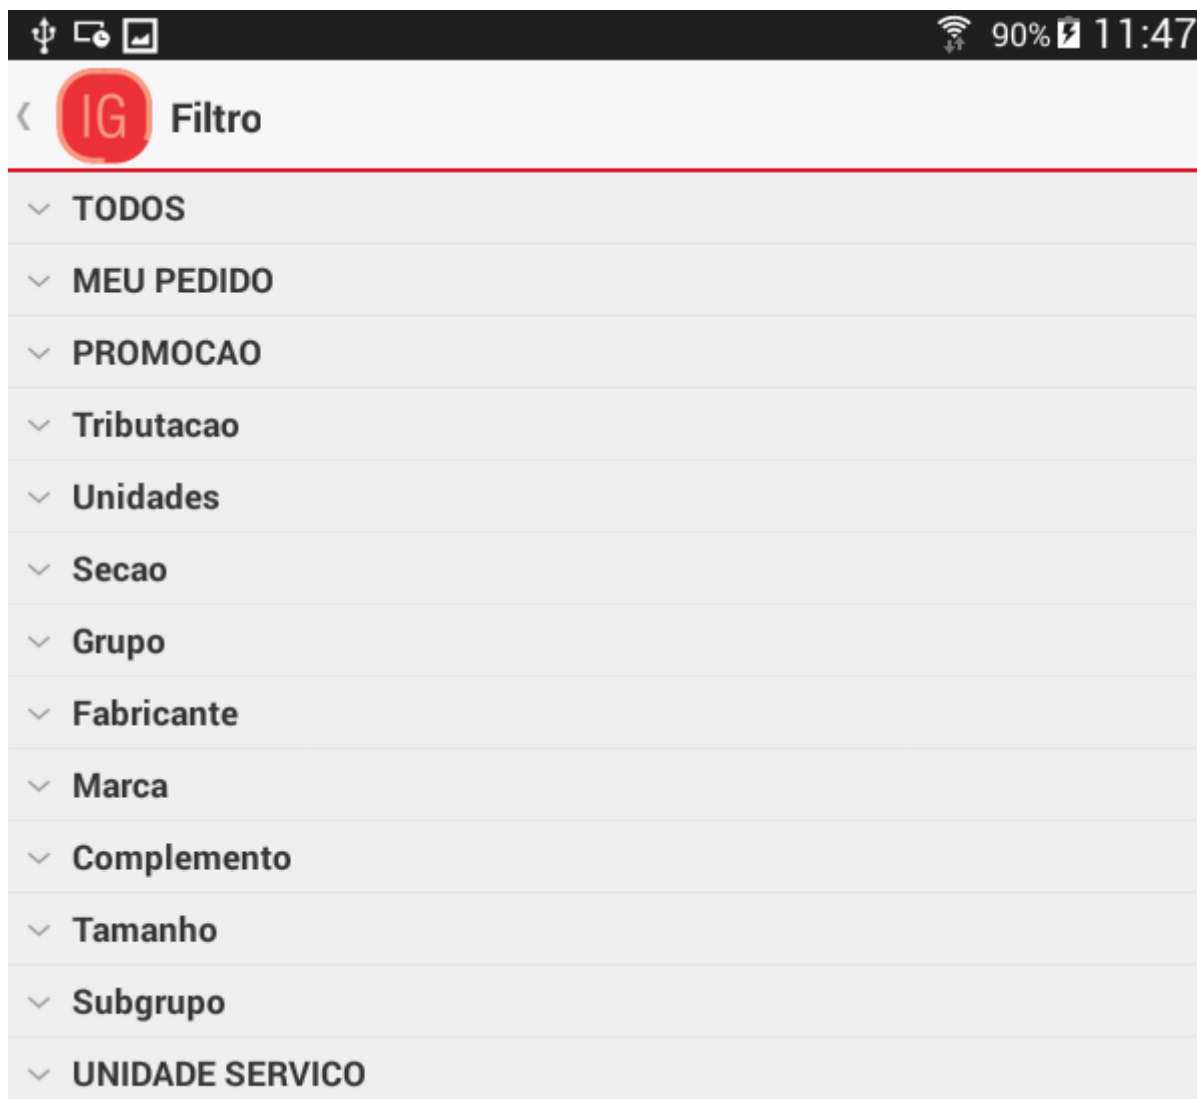 90% 11:47
IG Filtro
TODOS
MEU PEDIDO
PROMOCAO
Tributacao
Unidades
Secao
Grupo
Fabricante
Marca
Complemento
Tamanho
Subgrupo
UNIDADE SERVICO